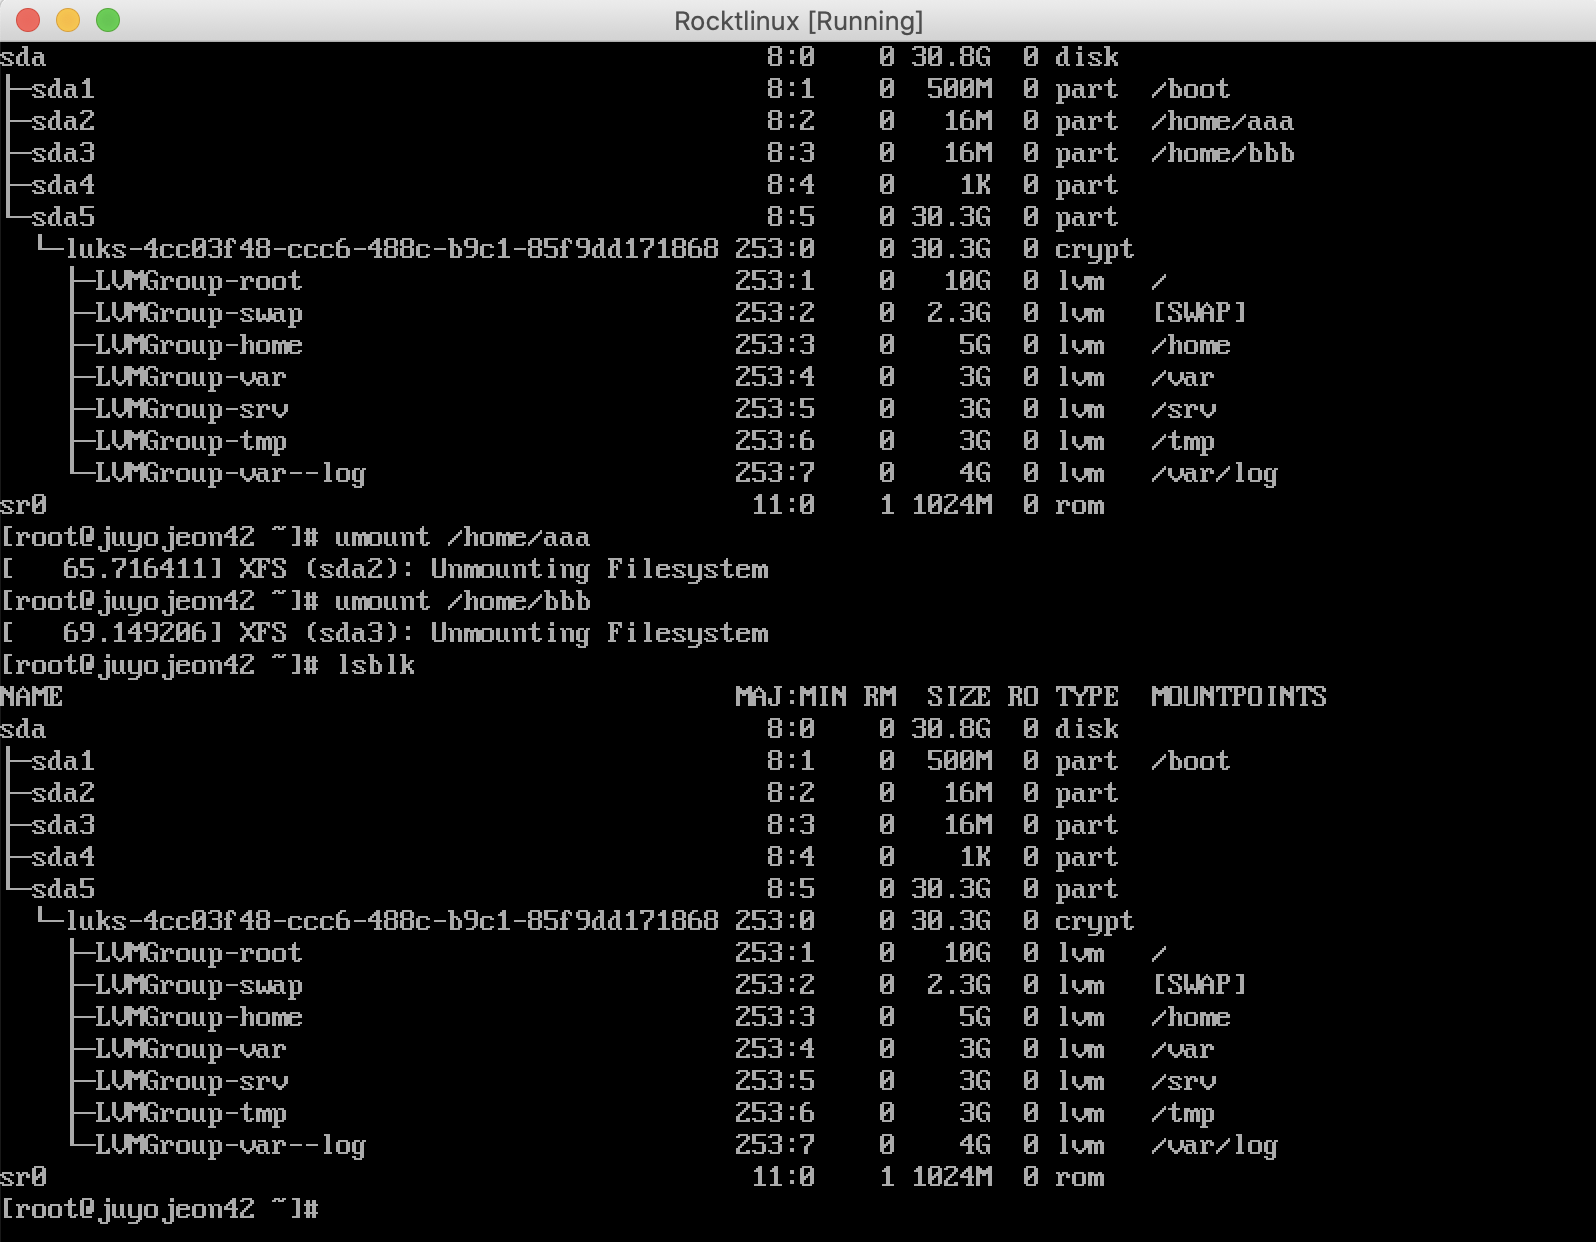 Rocktlinux [Running]
sda 8:0 0 30.8G 0 disk
├─sda1 8:1 0 500M 0 part /boot
├─sda2 8:2 0 16M 0 part /home/aaa
├─sda3 8:3 0 16M 0 part /home/bbb
├─sda4 8:4 0 1K 0 part
└─sda5 8:5 0 30.3G 0 part
└─luks-4cc03f48-ccc6-488c-b9c1-85f9dd171868 253:0 0 30.3G 0 crypt
├─LVMGroup-root 253:1 0 10G 0 lvm /
├─LVMGroup-swap 253:2 0 2.3G 0 lvm [SWAP]
├─LVMGroup-home 253:3 0 5G 0 lvm /home
├─LVMGroup-var 253:4 0 3G 0 lvm /var
├─LVMGroup-srv 253:5 0 3G 0 lvm /srv
├─LVMGroup-tmp 253:6 0 3G 0 lvm /tmp
└─LVMGroup-var--log 253:7 0 4G 0 lvm /var/log
sr0 11:0 1 1024M 0 rom
[root@juyojeon42 ~]# umount /home/aaa
[ 65.716411] XFS (sda2): Unmounting Filesystem
[root@juyojeon42 ~]# umount /home/bbb
[ 69.149206] XFS (sda3): Unmounting Filesystem
[root@juyojeon42 ~]# lsblk
NAME MAJ:MIN RM SIZE RO TYPE MOUNTPOINTS
sda 8:0 0 30.8G 0 disk
├─sda1 8:1 0 500M 0 part /boot
├─sda2 8:2 0 16M 0 part
├─sda3 8:3 0 16M 0 part
├─sda4 8:4 0 1K 0 part
└─sda5 8:5 0 30.3G 0 part
└─luks-4cc03f48-ccc6-488c-b9c1-85f9dd171868 253:0 0 30.3G 0 crypt
├─LVMGroup-root 253:1 0 10G 0 lvm /
├─LVMGroup-swap 253:2 0 2.3G 0 lvm [SWAP]
├─LVMGroup-home 253:3 0 5G 0 lvm /home
├─LVMGroup-var 253:4 0 3G 0 lvm /var
├─LVMGroup-srv 253:5 0 3G 0 lvm /srv
├─LVMGroup-tmp 253:6 0 3G 0 lvm /tmp
└─LVMGroup-var--log 253:7 0 4G 0 lvm /var/log
sr0 11:0 1 1024M 0 rom
[root@juyojeon42 ~]#